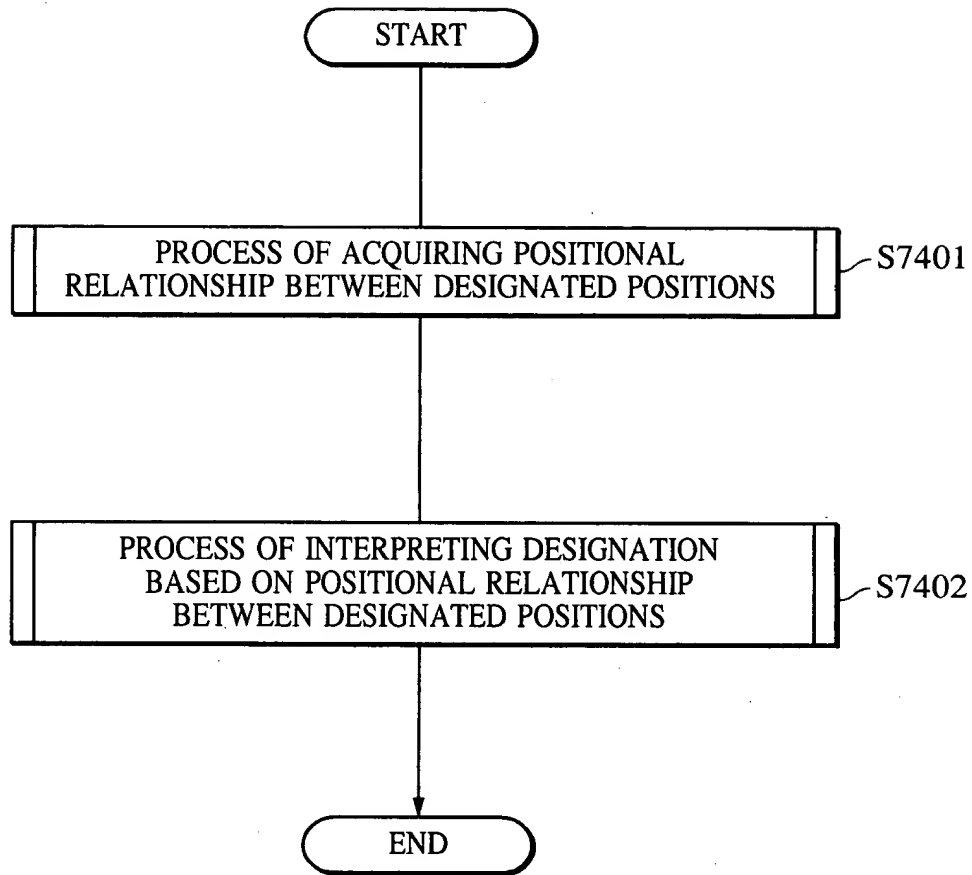 START
PROCESS OF ACQUIRING POSITIONAL
RELATIONSHIP BETWEEN DESIGNATED POSITIONS
S7401
PROCESS OF INTERPRETING DESIGNATION
BASED ON POSITIONAL RELATIONSHIP
BETWEEN DESIGNATED POSITIONS
S7402
END